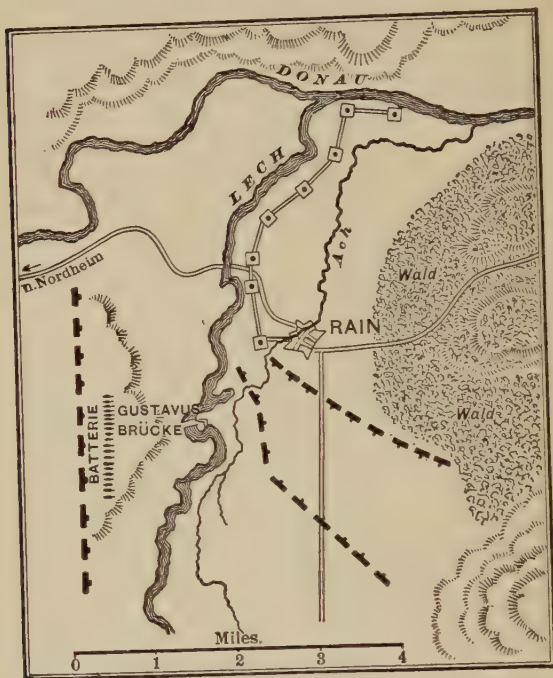 DONAU
LECH
Ach
Wald
n. Nordheim
RAIN
BATTERIE
GUSTAVUS
BRÜCKE
Wald
Miles.
0 1 2 3 4